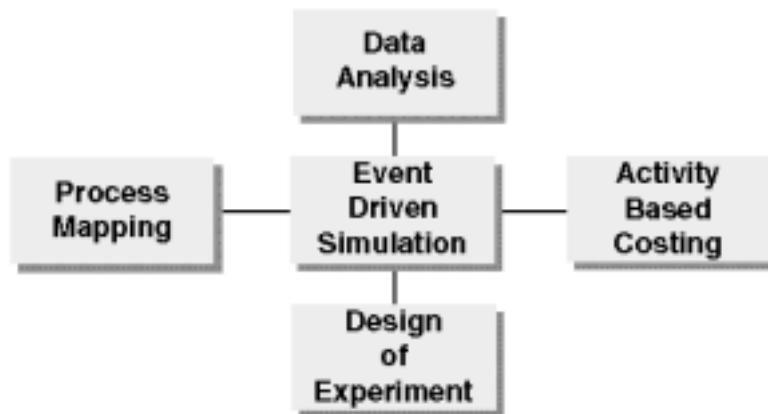 Data
Analysis
Process
Mapping
Event
Driven
Simulation
Activity
Based
Costing
Design
of
Experiment